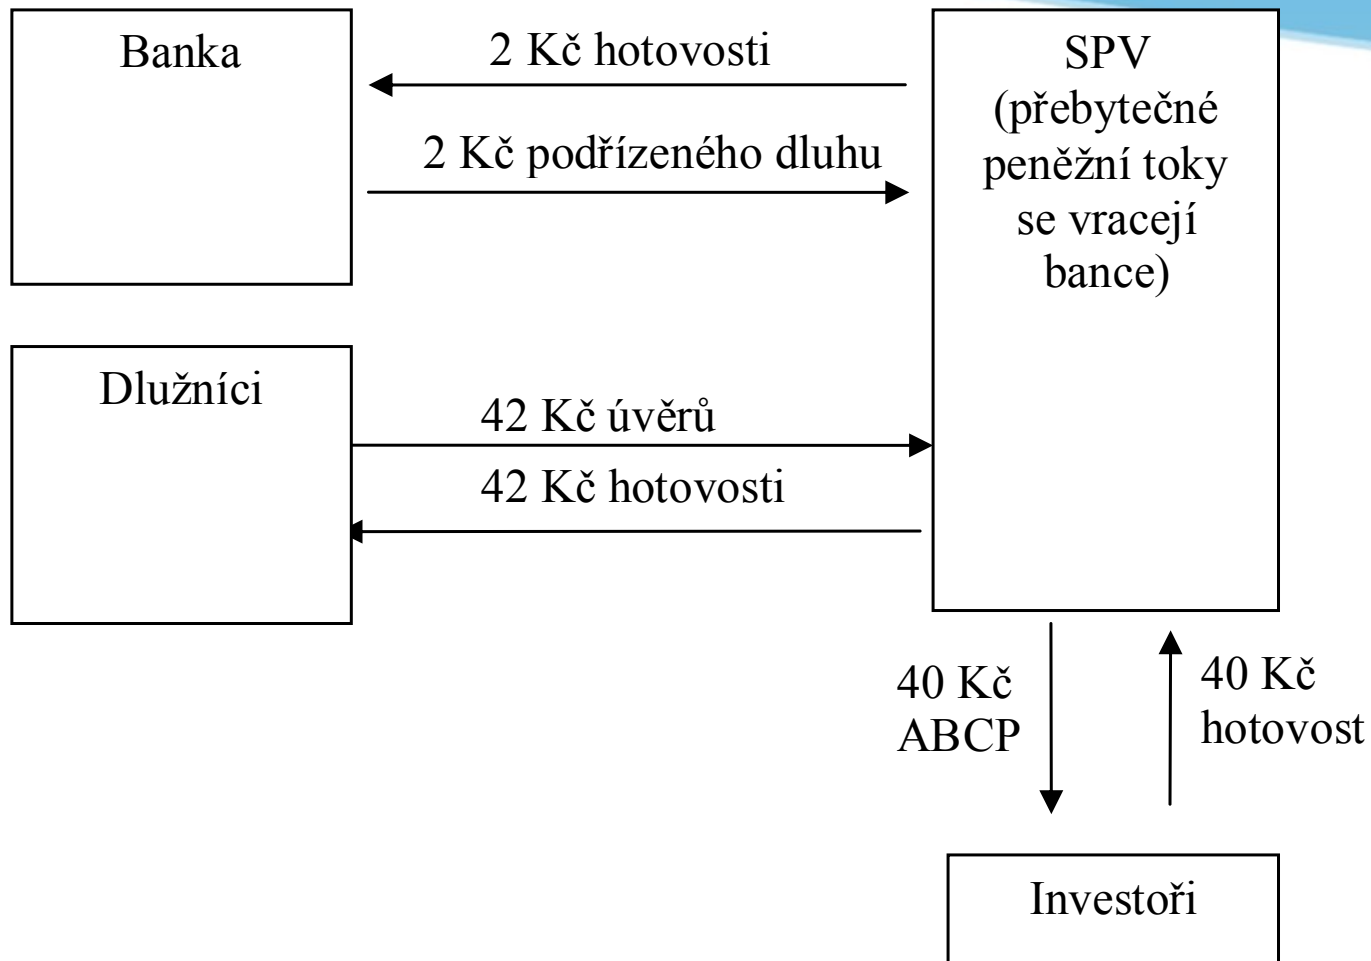 Banka
2 Kč hotovosti
2 Kč podřízeného dluhu
SPV
(přebytečné
peněžní toky
se vracejí
bance)
Dlužníci
42 Kč úvěrů
42 Kč hotovosti
40 Kč
ABCP
40 Kč
hotovost
Investoři